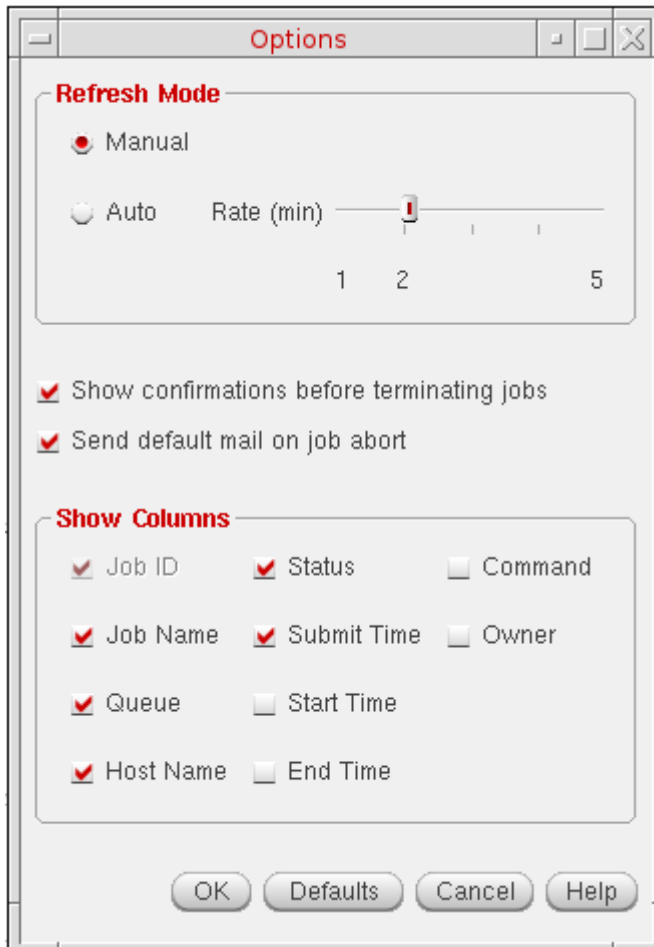 Options
Refresh Mode
Manual
Auto Rate (min)
1 2 5
Show confirmations before terminating jobs
Send default mail on job abort
Show Columns
Job ID Status Command
Job Name Submit Time Owner
Queue Start Time
Host Name End Time
OK Defaults Cancel Help